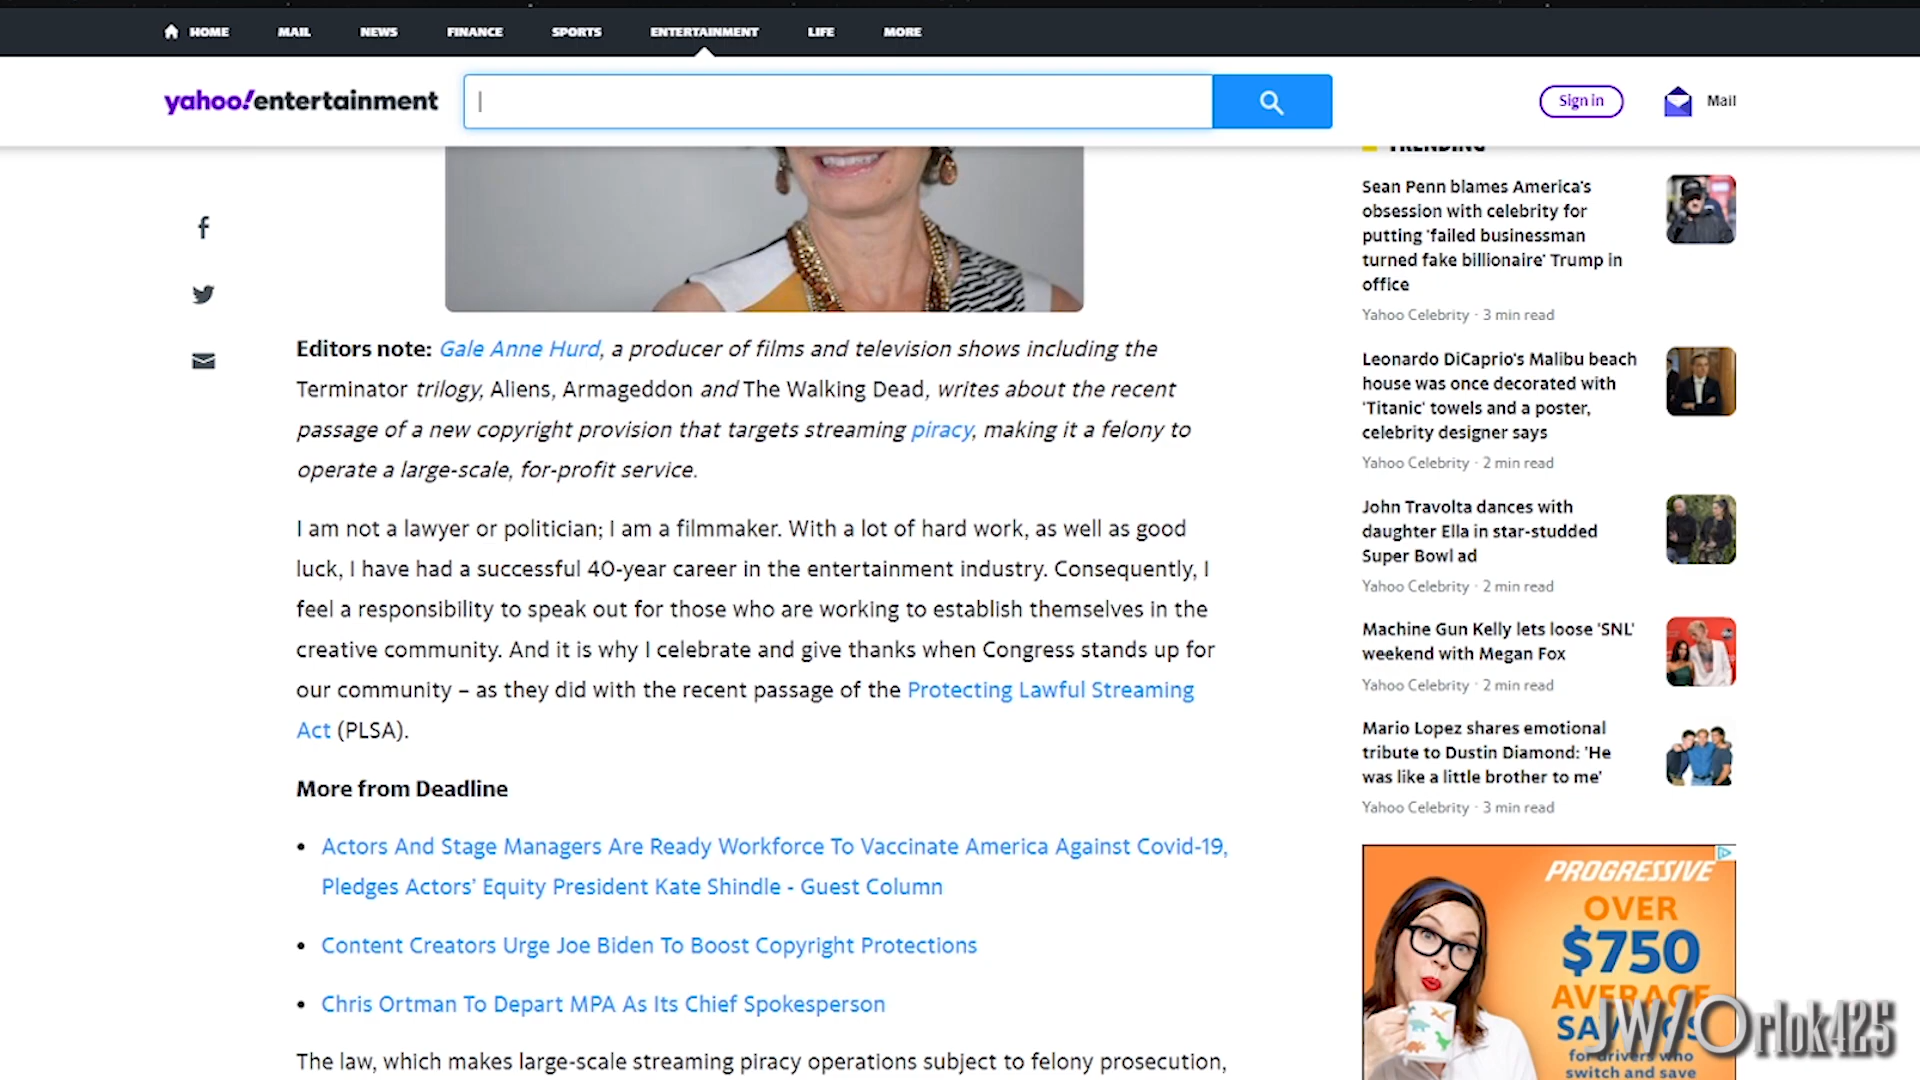 HOME MAIL NEWS FINANCE SPORTS ENTERTAINMENT LIFE MORE
yahoo!entertainment
Sign in
Mail
TRENDING
Sean Penn blames America's
obsession with celebrity for
putting 'failed businessman
turned fake billionaire' Trump in
office
Yahoo Celebrity · 3 min read
Leonardo DiCaprio's Malibu beach
house was once decorated with
'Titanic' towels and a poster,
celebrity designer says
Yahoo Celebrity · 2 min read
John Travolta dances with
daughter Ella in star-studded
Super Bowl ad
Yahoo Celebrity · 2 min read
Machine Gun Kelly lets loose 'SNL'
weekend with Megan Fox
Yahoo Celebrity · 2 min read
Mario Lopez shares emotional
tribute to Dustin Diamond: 'He
was like a little brother to me'
Yahoo Celebrity · 3 min read
Editors note: Gale Anne Hurd, a producer of films and television shows including the
Terminator trilogy, Aliens, Armageddon and The Walking Dead, writes about the recent
passage of a new copyright provision that targets streaming piracy, making it a felony to
operate a large-scale, for-profit service.
I am not a lawyer or politician; I am a filmmaker. With a lot of hard work, as well as good
luck, I have had a successful 40-year career in the entertainment industry. Consequently, I
feel a responsibility to speak out for those who are working to establish themselves in the
creative community. And it is why I celebrate and give thanks when Congress stands up for
our community – as they did with the recent passage of the Protecting Lawful Streaming
Act (PLSA).
More from Deadline
• Actors And Stage Managers Are Ready Workforce To Vaccinate America Against Covid-19,
Pledges Actors' Equity President Kate Shindle - Guest Column
• Content Creators Urge Joe Biden To Boost Copyright Protections
• Chris Ortman To Depart MPA As Its Chief Spokesperson
The law, which makes large-scale streaming piracy operations subject to felony prosecution,
PROGRESSIVE
OVER
$750
AVERAGE
SAVINGS
for drivers who
switch and save
JW/Orlok425